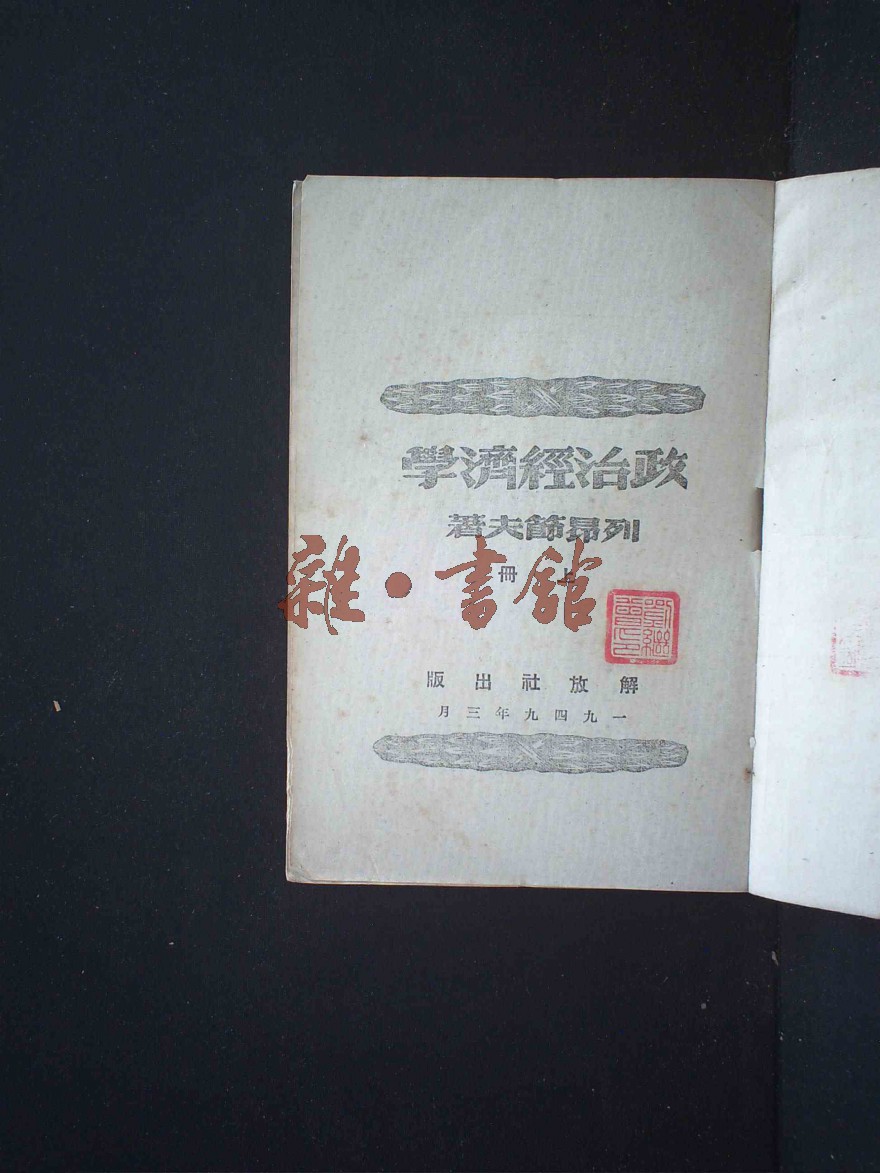 政治經濟學
列昂節夫著
上冊
雜·書館
解放社出版
一九四九年三月